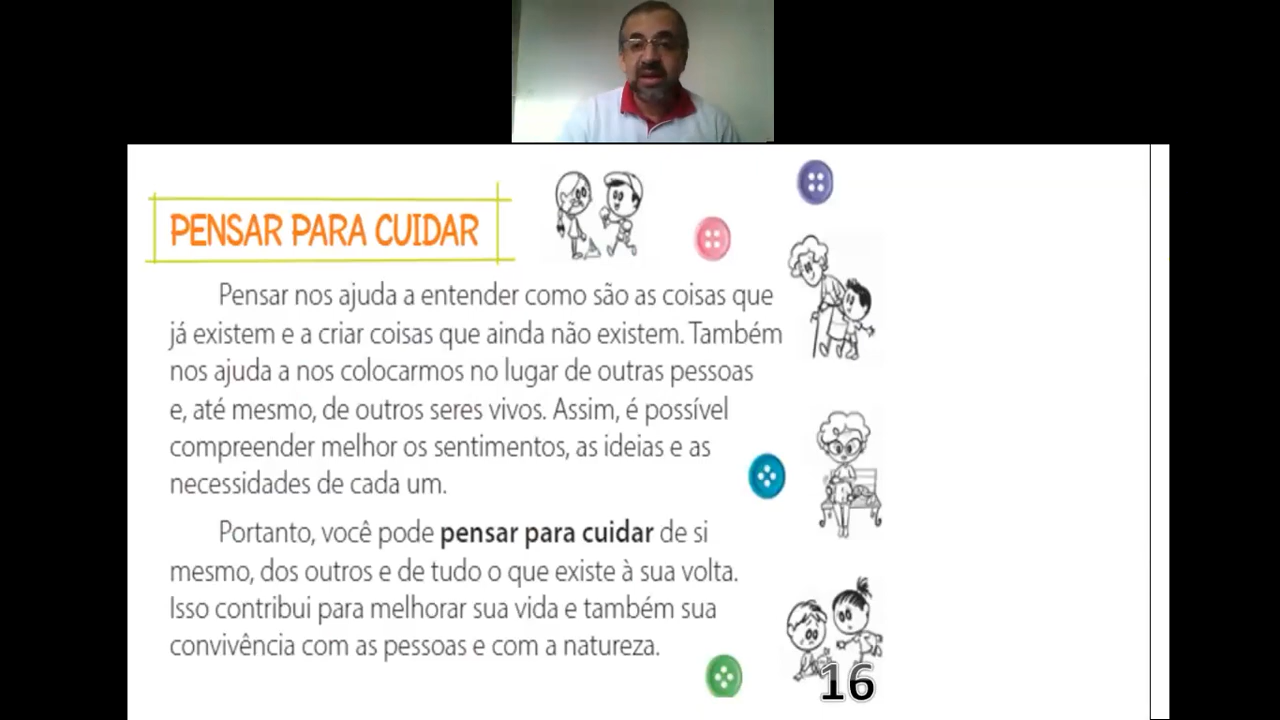 PENSAR PARA CUIDAR
Pensar nos ajuda a entender como são as coisas que
já existem e a criar coisas que ainda não existem. Também
nos ajuda a nos colocarmos no lugar de outras pessoas
e, até mesmo, de outros seres vivos. Assim, é possível
compreender melhor os sentimentos, as ideias e as
necessidades de cada um.
Portanto, você pode pensar para cuidar de si
mesmo, dos outros e de tudo o que existe à sua volta.
Isso contribui para melhorar sua vida e também sua
convivência com as pessoas e com a natureza.
16